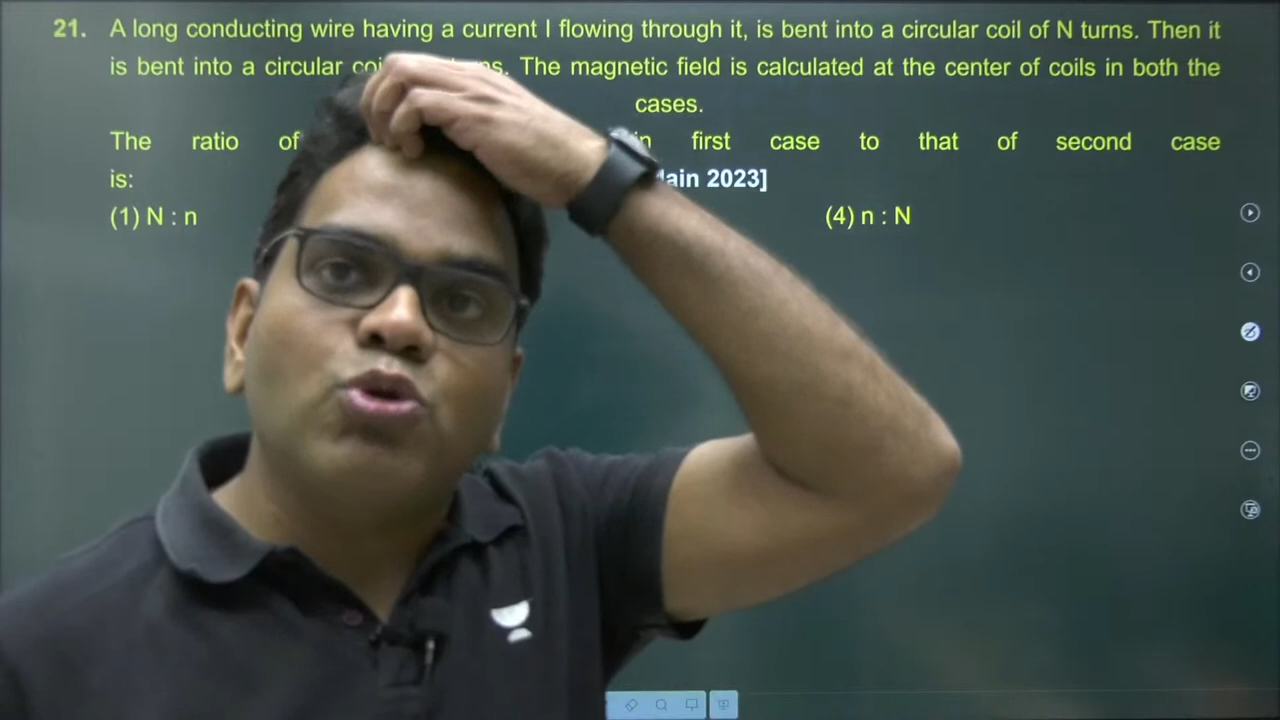 21. A long conducting wire having a current I flowing through it, is bent into a circular coil of N turns. Then it
is bent into a circular. The magnetic field is calculated at the center of coils in both the
cases.
The ratio of first case to that of second case
is: 2023]
(1) N : n (4) n : N